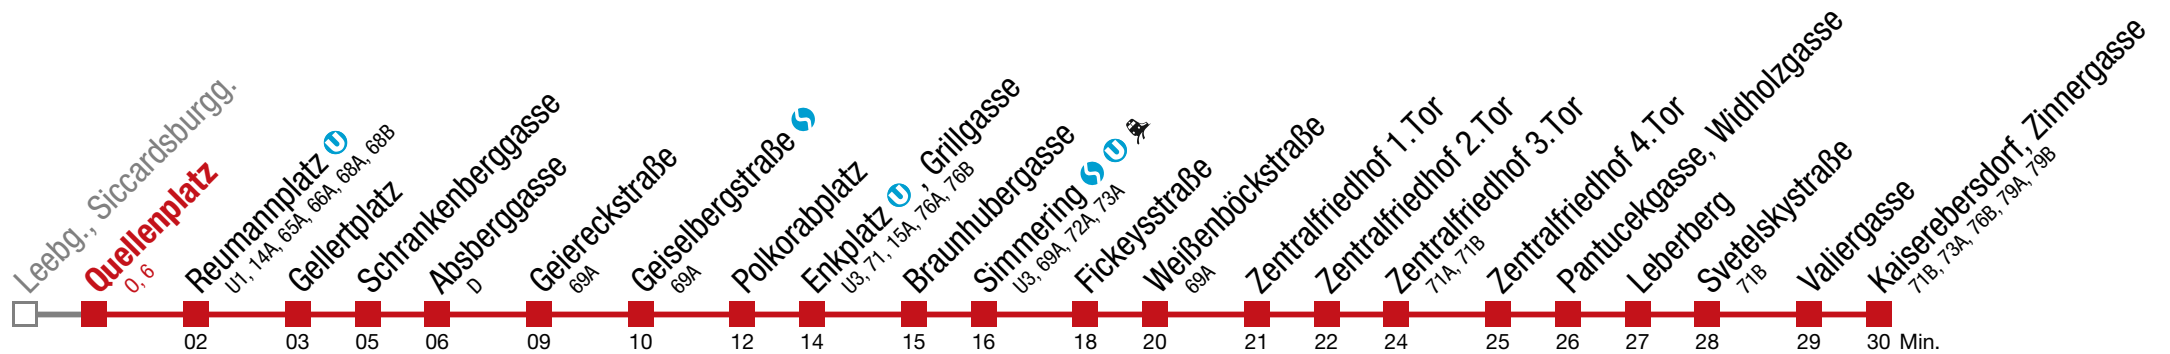 Leebg., Siccardsburgg.
Quellenplatz
O, 6
Reumannplatz U
U1, 14A, 65A, 66A, 68A, 68B
Gellertplatz
Schrankenberggasse
Absberggasse
D
Geiereckstraße
69A
Geiselbergstraße S
69A
Polkorabplatz
Enkplatz U , Grillgasse
U3, 71, 15A, 76A, 76B
Braunhubergasse
Simmering S U
U3, 69A, 72A, 73A
Fickeysstraße
Weißenböckstraße
69A
Zentralfriedhof 1.Tor
Zentralfriedhof 2.Tor
Zentralfriedhof 3.Tor
71A, 71B
Zentralfriedhof 4.Tor
Pantucekgasse, Widholzgasse
Leberberg
Svetelskystraße
71B
Valiergasse
Kaiserebersdorf, Zinnergasse
71B, 73A, 76B, 79A, 79B
02 03 05 06 09 10 12 14 15 16 18 20 21 22 24 25 26 27 28 29 30 Min.